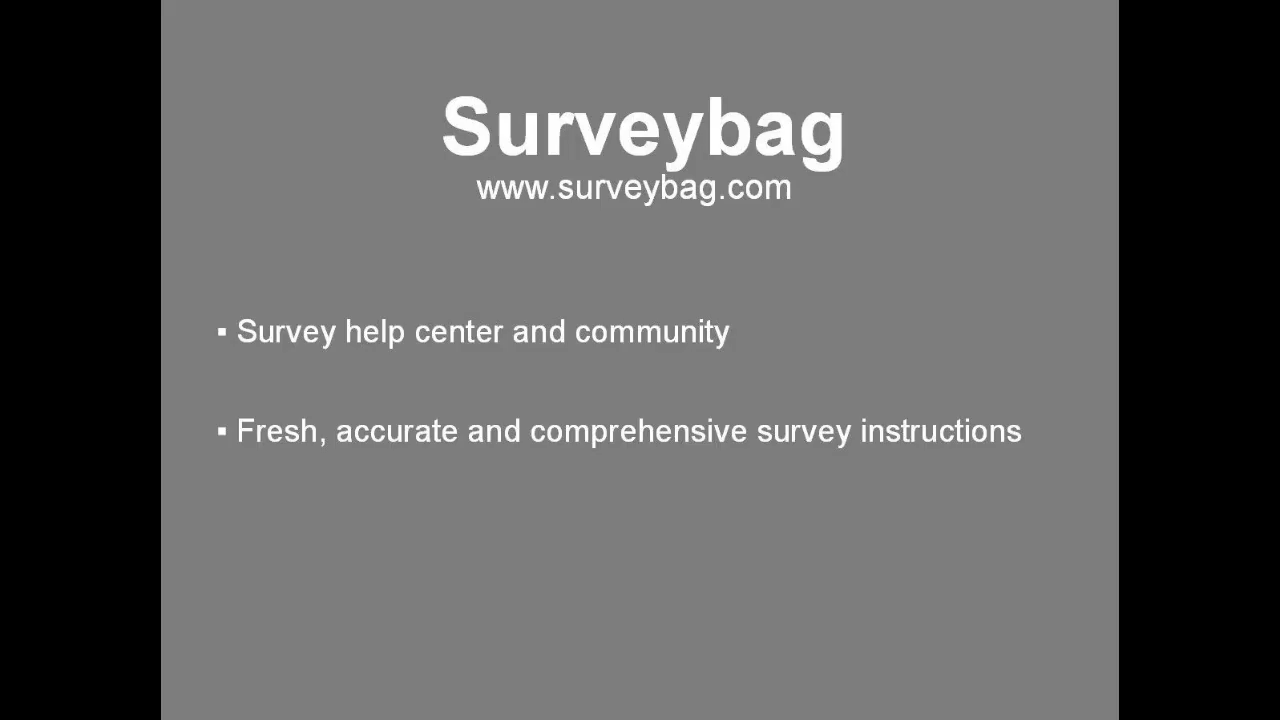 Surveybag
www.surveybag.com
▪ Survey help center and community
▪ Fresh, accurate and comprehensive survey instructions